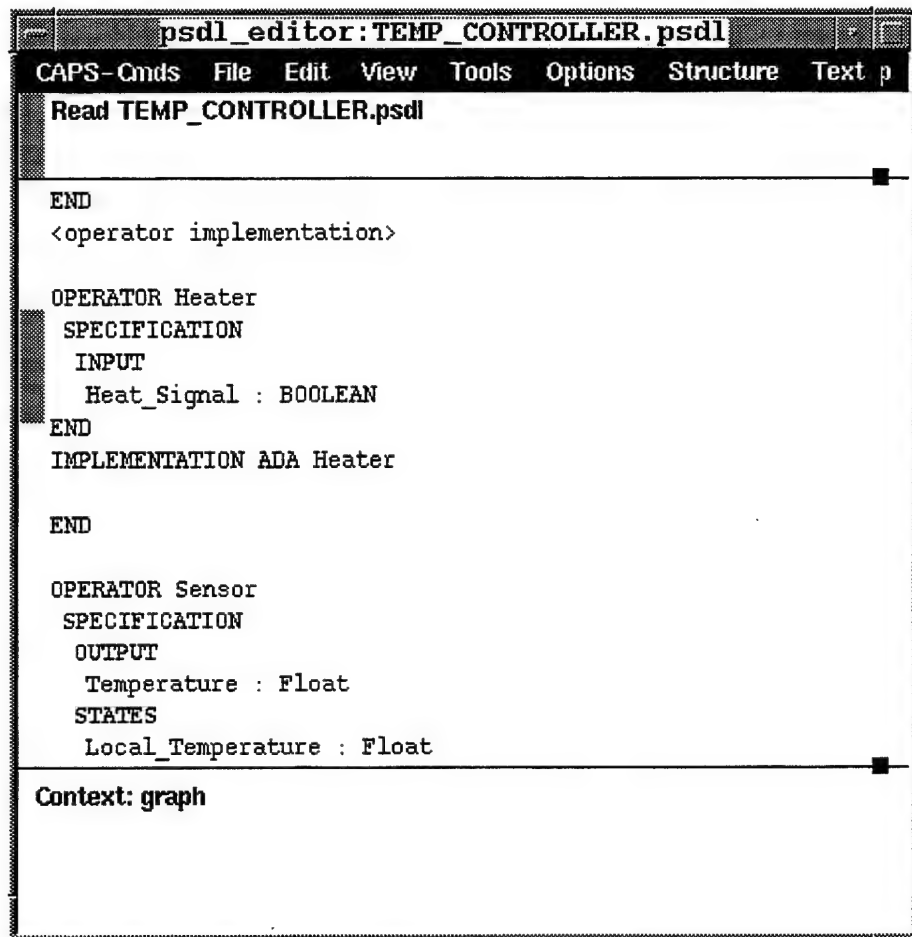 psdl_editor:TEMP_CONTROLLER.psdl
CAPS-Cmds File Edit View Tools Options Structure Text p
Read TEMP_CONTROLLER.psdl
END
<operator implementation>
OPERATOR Heater
SPECIFICATION
INPUT
Heat_Signal : BOOLEAN
END
IMPLEMENTATION ADA Heater
END
OPERATOR Sensor
SPECIFICATION
OUTPUT
Temperature : Float
STATES
Local_Temperature : Float
Context: graph